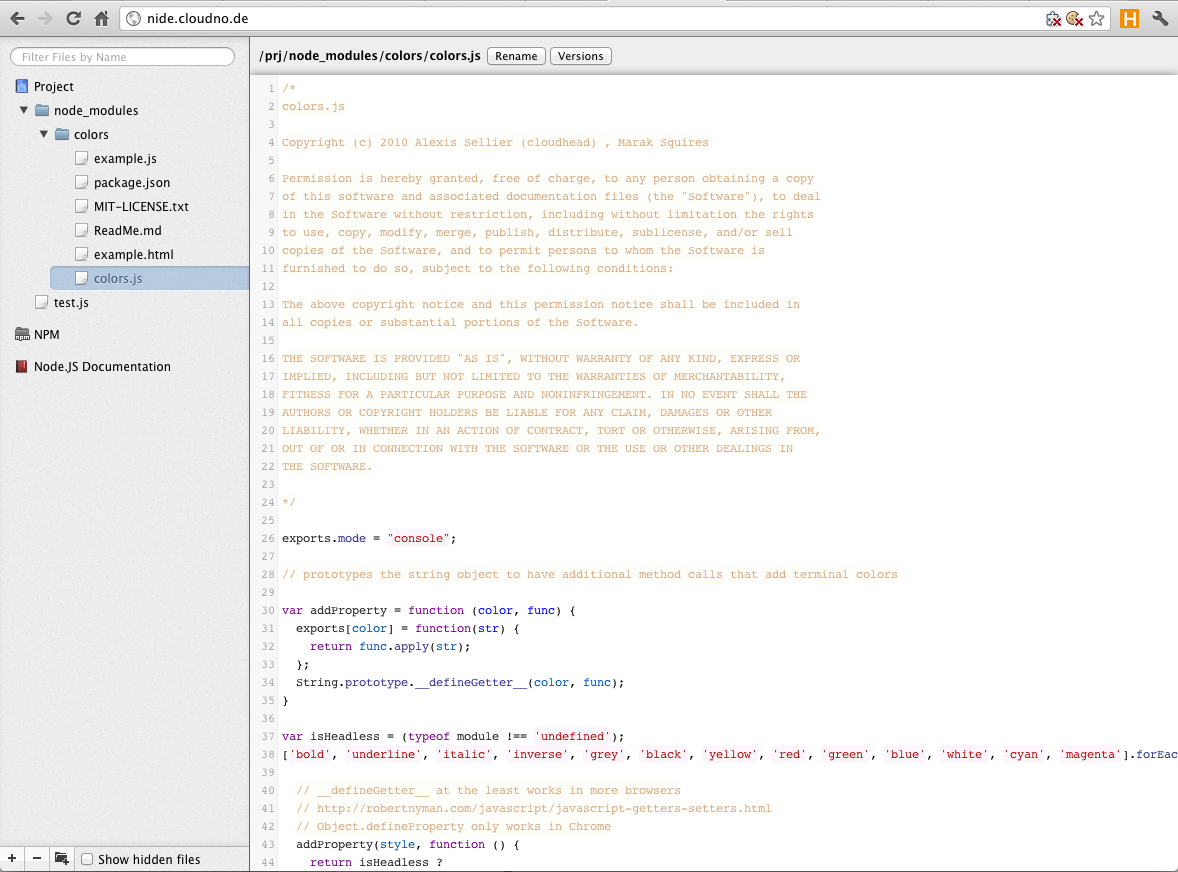 nide.cloudno.de
H
Filter Files by Name
Project
node_modules
colors
example.js
package.json
MIT-LICENSE.txt
ReadMe.md
example.html
colors.js
test.js
npm NPM
Node.JS Documentation
Show hidden files
/prj/node_modules/colors/colors.js Rename Versions
1 /*
2 colors.js
3
4 Copyright (c) 2010 Alexis Sellier (cloudhead) , Marak Squires
5
6 Permission is hereby granted, free of charge, to any person obtaining a copy
7 of this software and associated documentation files (the "Software"), to deal
8 in the Software without restriction, including without limitation the rights
9 to use, copy, modify, merge, publish, distribute, sublicense, and/or sell
10 copies of the Software, and to permit persons to whom the Software is
11 furnished to do so, subject to the following conditions:
12
13 The above copyright notice and this permission notice shall be included in
14 all copies or substantial portions of the Software.
15
16 THE SOFTWARE IS PROVIDED "AS IS", WITHOUT WARRANTY OF ANY KIND, EXPRESS OR
17 IMPLIED, INCLUDING BUT NOT LIMITED TO THE WARRANTIES OF MERCHANTABILITY,
18 FITNESS FOR A PARTICULAR PURPOSE AND NONINFRINGEMENT. IN NO EVENT SHALL THE
19 AUTHORS OR COPYRIGHT HOLDERS BE LIABLE FOR ANY CLAIM, DAMAGES OR OTHER
20 LIABILITY, WHETHER IN AN ACTION OF CONTRACT, TORT OR OTHERWISE, ARISING FROM,
21 OUT OF OR IN CONNECTION WITH THE SOFTWARE OR THE USE OR OTHER DEALINGS IN
22 THE SOFTWARE.
23
24 */
25
26 exports.mode = "console";
27
28 // prototypes the string object to have additional method calls that add terminal colors
29
30 var addProperty = function (color, func) {
31   exports[color] = function(str) {
32     return func.apply(str);
33   };
34   String.prototype.__defineGetter__(color, func);
35 }
36
37 var isHeadless = (typeof module !== 'undefined');
38 ['bold', 'underline', 'italic', 'inverse', 'grey', 'black', 'yellow', 'red', 'green', 'blue', 'white', 'cyan', 'magenta'].forEac
39
40   // __defineGetter__ at the least works in more browsers
41   // http://robertnyman.com/javascript/javascript-getters-setters.html
42   // Object.defineProperty only works in Chrome
43   addProperty(style, function () {
44     return isHeadless ?